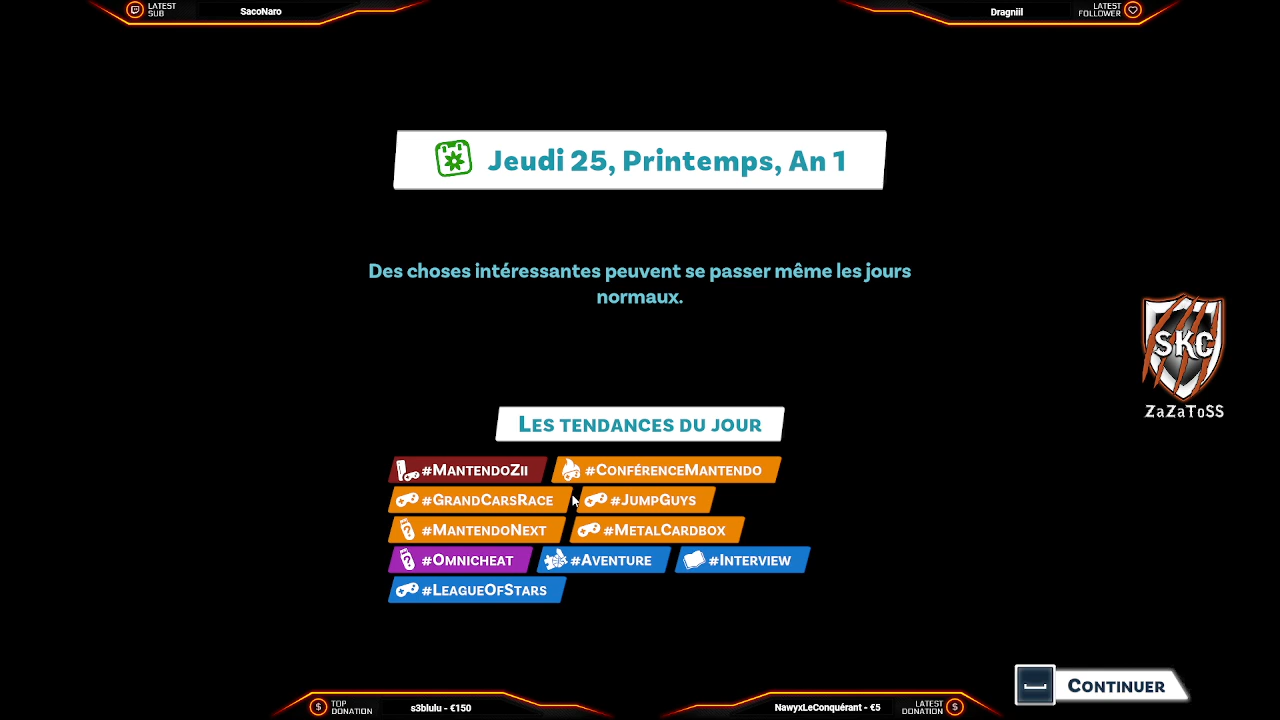 LATEST
SUB
SacoNaro
Dragniil
LATEST
FOLLOWER
Jeudi 25, Printemps, An 1
Des choses intéressantes peuvent se passer même les jours
normaux.
SKC
ZaZaToSS
LES TENDANCES DU JOUR
#MANTENDOZII
#CONFÉRENCEMANTENDO
#GRANDCARSRACE
#JUMPGUYS
#MANTENDONEXT
#METALCARDBOX
#OMNICHEAT
#AVENTURE
#INTERVIEW
#LEAGUEOFSTARS
CONTINUER
TOP
DONATION
s3blulu - €150
NawyxLeConquérant - €5
LATEST
DONATION